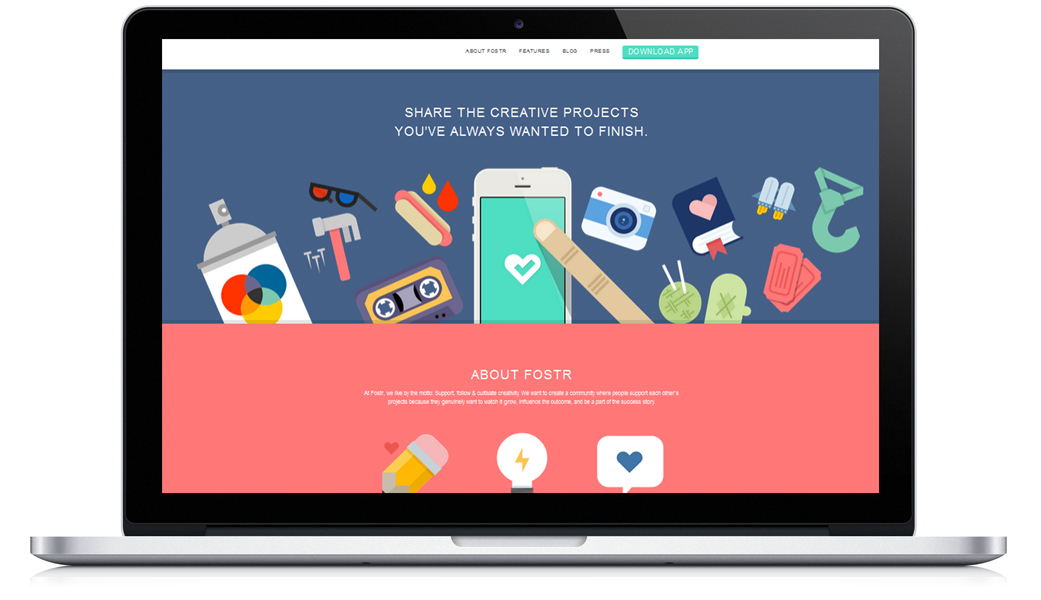 ABOUT FOSTR FEATURES BLOG PRESS DOWNLOAD APP
SHARE THE CREATIVE PROJECTS
YOU'VE ALWAYS WANTED TO FINISH.
ABOUT FOSTR
At Fostr, we like by the motto: Support, follow & cultivate creativity. We want to create a community where people support each other's
projects because they genuinely want to watch it grow, influence the outcome, and be a part of the success story.